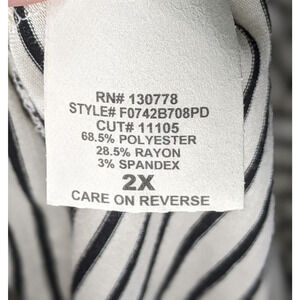 RN# 130778
STYLE# F0742B708PD
CUT# 11105
68.5% POLYESTER
28.5% RAYON
3% SPANDEX
2X
CARE ON REVERSE